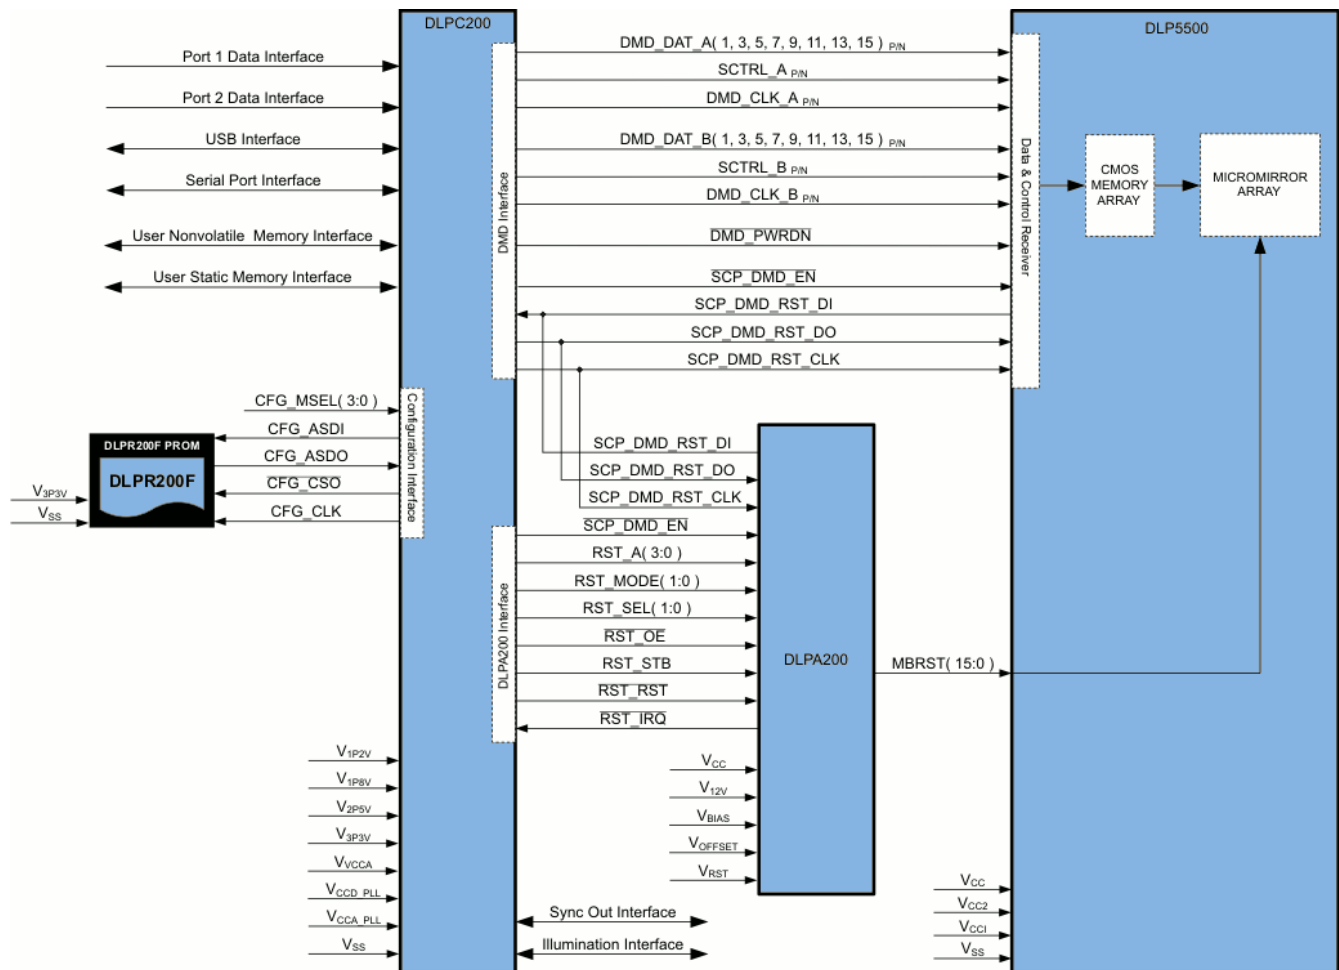 DLPC200
DLP5500
Port 1 Data Interface
Port 2 Data Interface
USB Interface
Serial Port Interface
User Nonvolatile Memory Interface
User Static Memory Interface
DMD_DAT_A( 1, 3, 5, 7, 9, 11, 13, 15 ) P/N
SCTRL_A P/N
DMD_CLK_A P/N
DMD_DAT_B( 1, 3, 5, 7, 9, 11, 13, 15 ) P/N
SCTRL_B P/N
DMD_CLK_B P/N
DMD_PWRDN
SCP_DMD_EN
SCP_DMD_RST_DI
SCP_DMD_RST_DO
SCP_DMD_RST_CLK
DMD Interface
Data & Control Receiver
CMOS
MEMORY
ARRAY
MICROMIRROR
ARRAY
CFG_MSEL( 3:0 )
CFG_ASDI
CFG_ASDO
CFG_CSO
CFG_CLK
Configuration Interface
DLPR200F PROM
DLPR200F
V3P3V
VSS
SCP_DMD_RST_DI
SCP_DMD_RST_DO
SCP_DMD_RST_CLK
SCP_DMD_EN
RST_A( 3:0 )
RST_MODE( 1:0 )
RST_SEL( 1:0 )
RST_OE
RST_STB
RST_RST
RST_IRQ
DLPA200 Interface
DLPA200
MBRST( 15:0 )
V1P2V
V1P8V
V2P5V
V3P3V
VVCCA
VCCD_PLL
VCCA_PLL
VSS
VCC
V12V
VBIAS
VOFFSET
VRST
Sync Out Interface
Illumination Interface
VCC
VCC2
VCCI
VSS